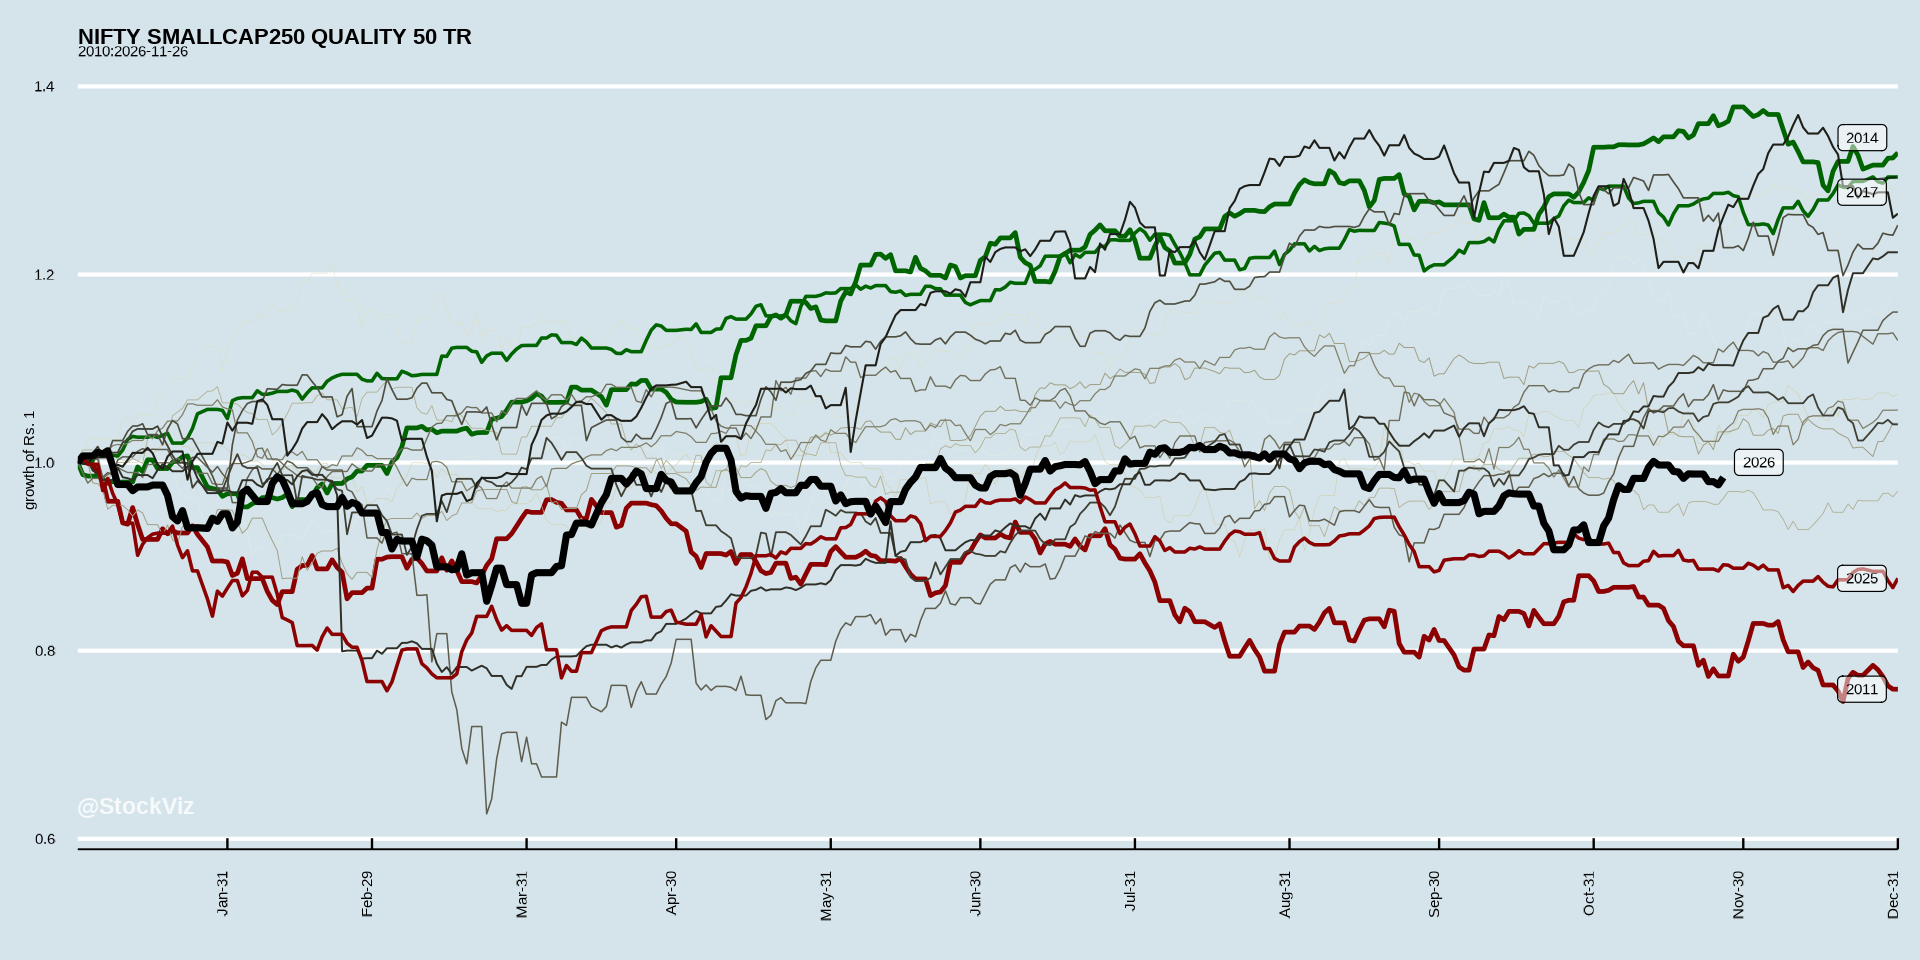 NIFTY SMALLCAP250 QUALITY 50 TR
2010:2026-11-26
growth of Rs. 1
1.4
1.2
1.0
0.8
0.6
2014
2017
2026
2025
2011
@StockViz
Jan-31
Feb-29
Mar-31
Apr-30
May-31
Jun-30
Jul-31
Aug-31
Sep-30
Oct-31
Nov-30
Dec-31